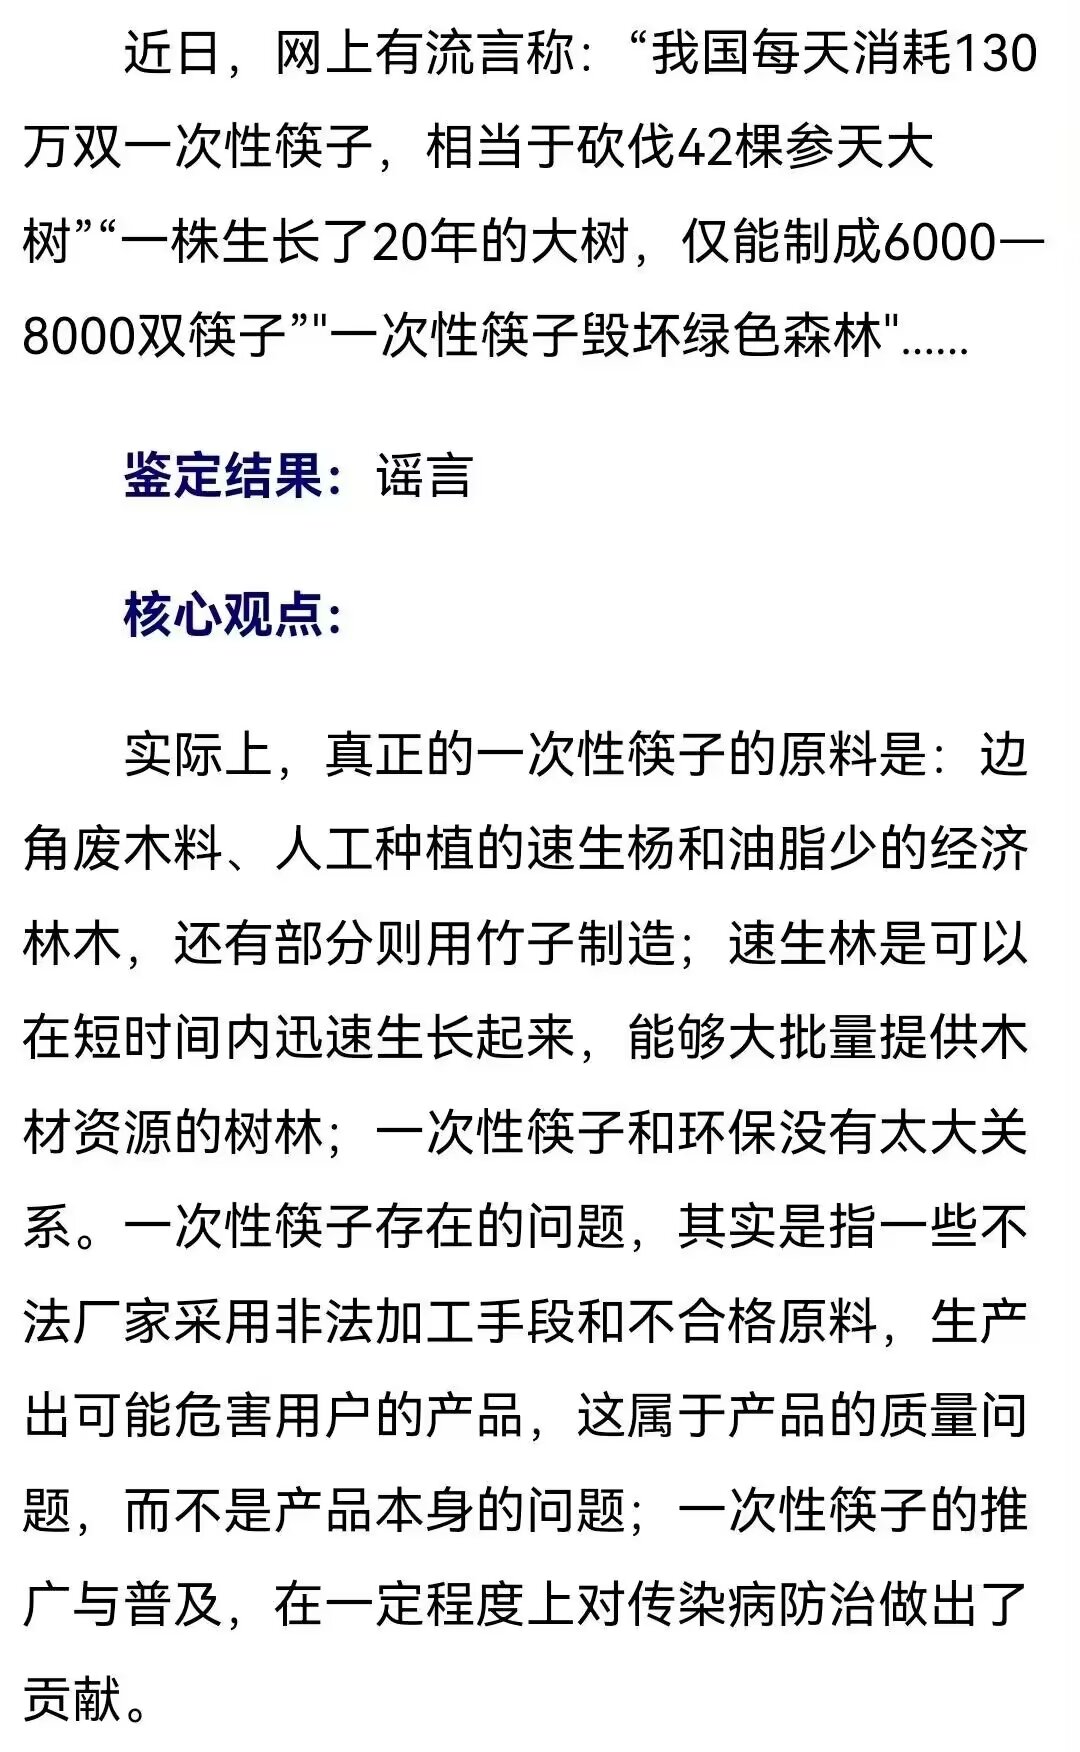 近日，网上有流言称：“我国每天消耗130
万双一次性筷子，相当于砍伐42棵参天大
树”“一株生长了20年的大树，仅能制成6000—
8000双筷子”"一次性筷子毁坏绿色森林"......
鉴定结果：谣言
核心观点：
实际上，真正的一次性筷子的原料是：边
角废木料、人工种植的速生杨和油脂少的经济
林木，还有部分则用竹子制造；速生林是可以
在短时间内迅速生长起来，能够大批量提供木
材资源的树林；一次性筷子和环保没有太大关
系。一次性筷子存在的问题，其实是指一些不
法厂家采用非法加工手段和不合格原料，生产
出可能危害用户的产品，这属于产品的质量问
题，而不是产品本身的问题；一次性筷子的推
广与普及，在一定程度上对传染病防治做出了
贡献。